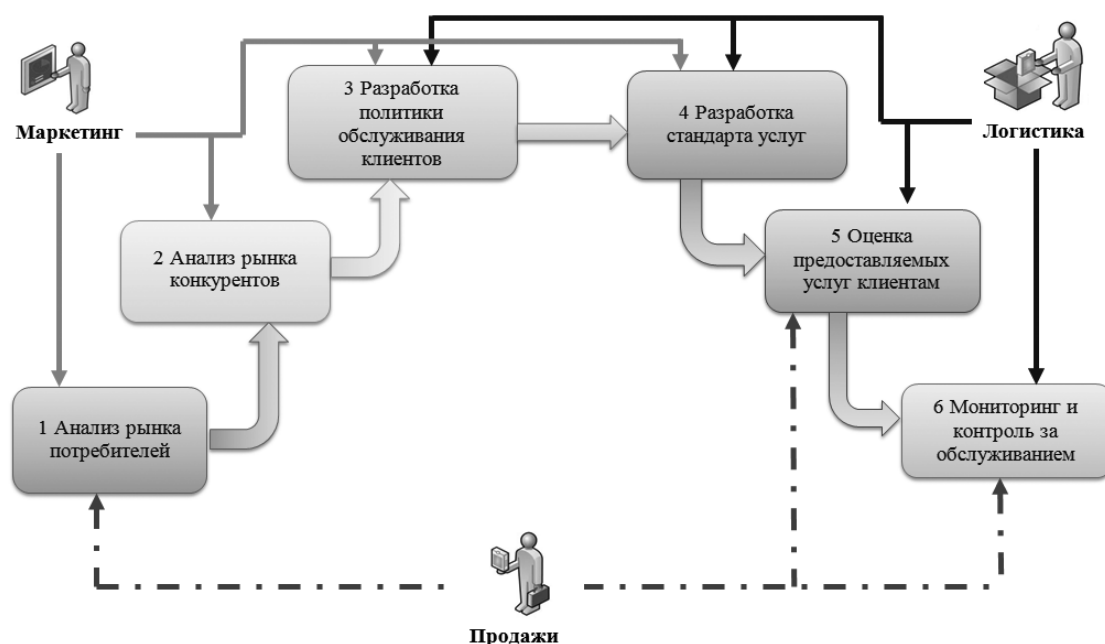 Маркетинг
Логистика
3 Разработка
политики
обслуживания
клиентов
4 Разработка
стандарта услуг
2 Анализ рынка
конкурентов
5 Оценка
предоставляемых
услуг клиентам
1 Анализ рынка
потребителей
6 Мониторинг и
контроль за
обслуживанием
Продажи